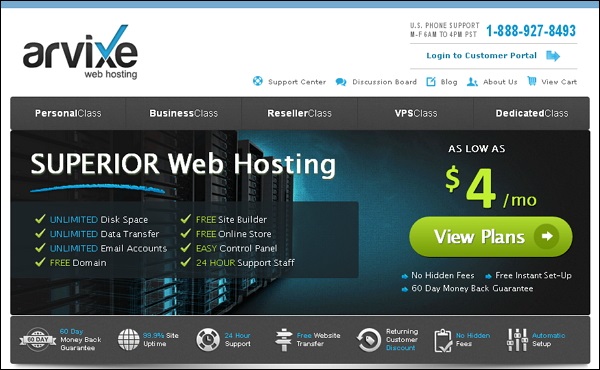 arvixe
web hosting
U.S. PHONE SUPPORT
M-F 6AM TO 4PM PST
1-888-927-8493
Login to Customer Portal
Support Center
Discussion Board
Blog
About Us
View Cart
PersonalClass
BusinessClass
ResellerClass
VPSClass
DedicatedClass
SUPERIOR Web Hosting
UNLIMITED Disk Space
UNLIMITED Data Transfer
UNLIMITED Email Accounts
FREE Domain
FREE Site Builder
FREE Online Store
EASY Control Panel
24 HOUR Support Staff
AS LOW AS
$4/mo
View Plans
No Hidden Fees
Free Instant Set-Up
60 Day Money Back Guarantee
60 DAY
60 Day
Money Back
Guarantee
99.9% Site
Uptime
24 Hour
Support
Free Website
Transfer
Returning
Customer
Discount
No Hidden
Fees
Automatic
Setup